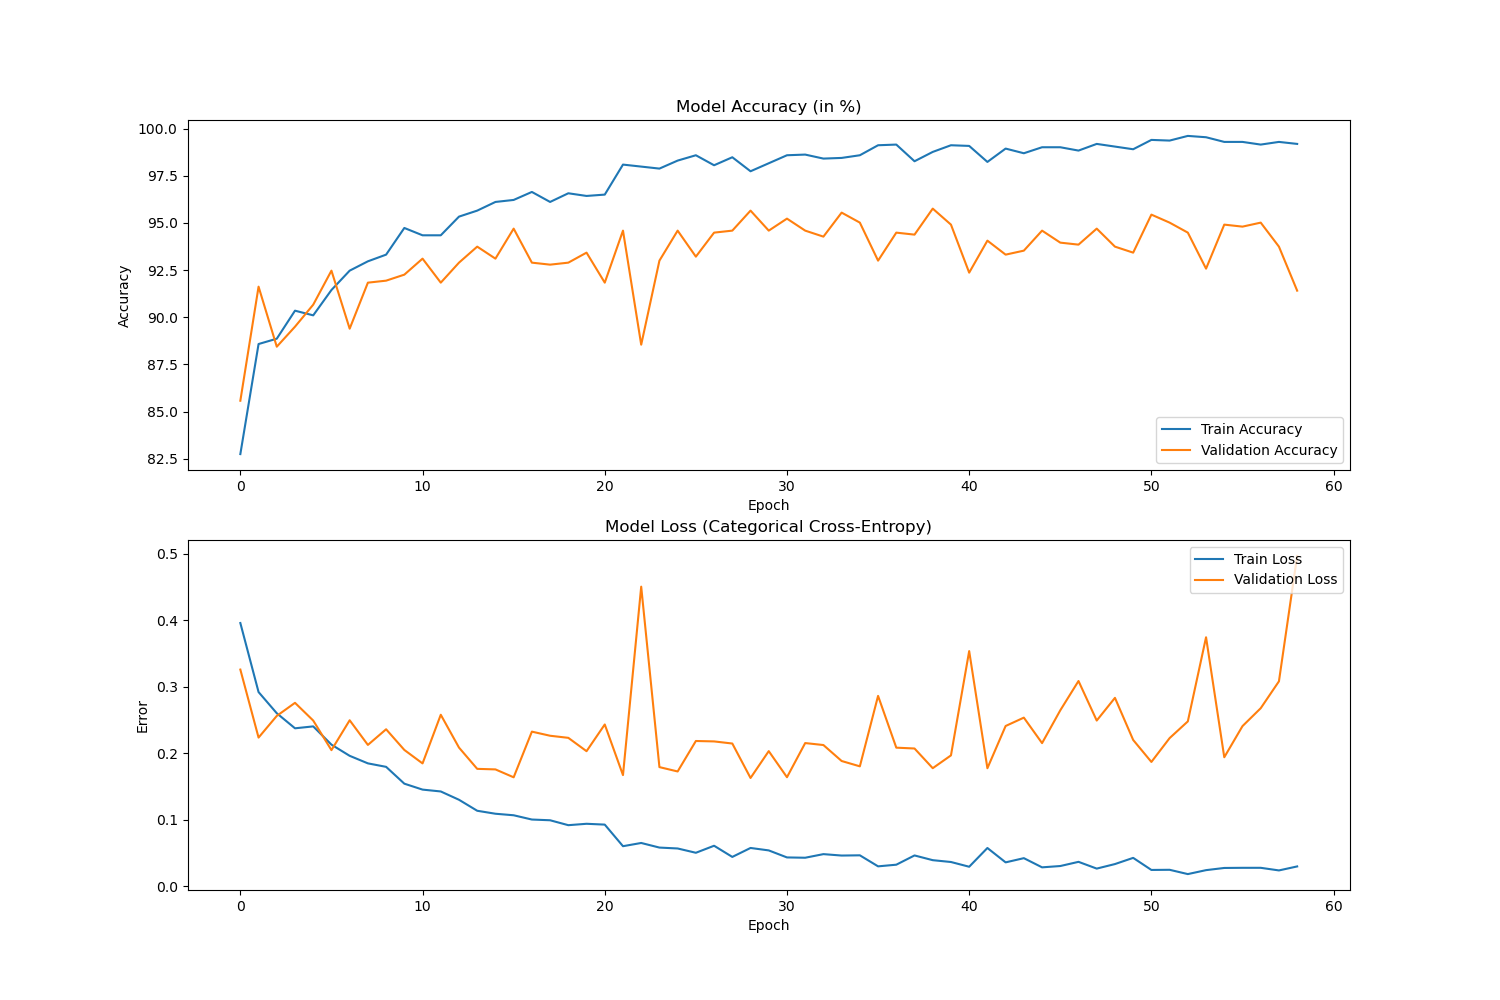 Model Accuracy (in %)
100.0
97.5
95.0
92.5
90.0
87.5
85.0
82.5
Accuracy
Train Accuracy
Validation Accuracy
0 10 20 30 40 50 60
Epoch
Model Loss (Categorical Cross-Entropy)
0.5
0.4
0.3
0.2
0.1
0.0
Error
Train Loss
Validation Loss
0 10 20 30 40 50 60
Epoch